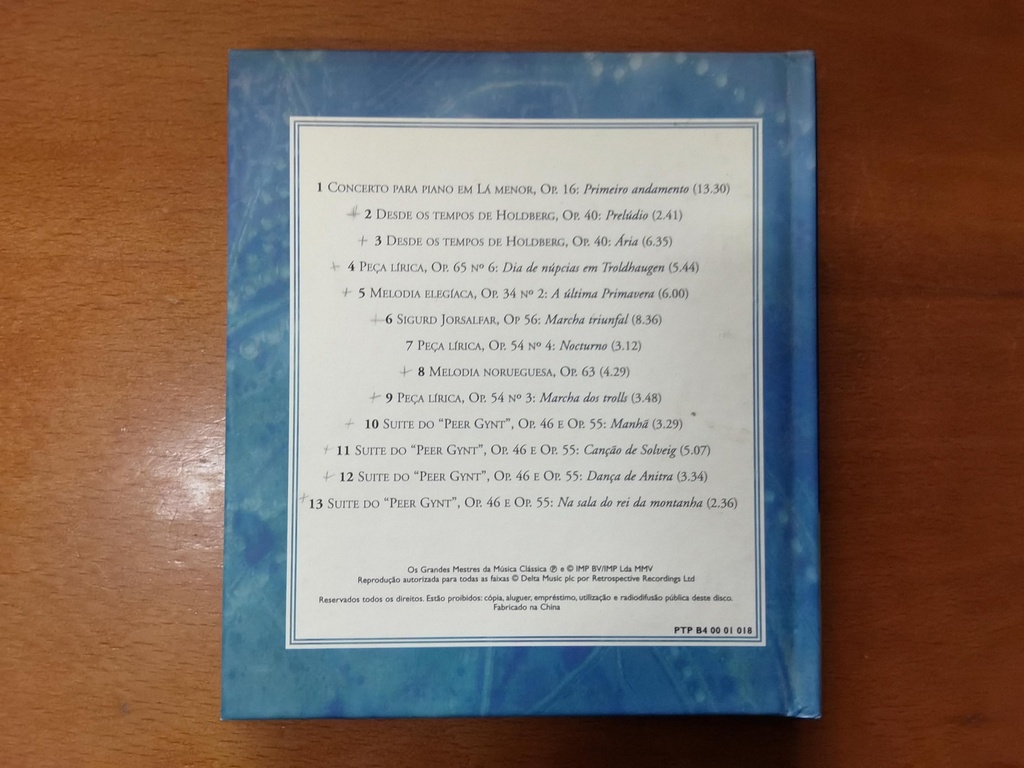 1 Concerto para piano em Lá menor, Op. 16: Primeiro andamento (13.30)
+ 2 Desde os tempos de Holdberg, Op. 40: Prelúdio (2.41)
+ 3 Desde os tempos de Holdberg, Op. 40: Ária (6.35)
+ 4 Peça lírica, Op. 65 nº 6: Dia de núpcias em Troldhaugen (5.44)
+ 5 Melodia elegíaca, Op. 34 nº 2: A última Primavera (6.00)
+ 6 Sigurd Jorsalfar, Op 56: Marcha triunfal (8.36)
7 Peça lírica, Op. 54 nº 4: Nocturno (3.12)
+ 8 Melodia norueguesa, Op. 63 (4.29)
+ 9 Peça lírica, Op. 54 nº 3: Marcha dos trolls (3.48)
+ 10 Suite do "Peer Gynt", Op. 46 e Op. 55: Manhã (3.29)
+ 11 Suite do "Peer Gynt", Op. 46 e Op. 55: Canção de Solveig (5.07)
+ 12 Suite do "Peer Gynt", Op. 46 e Op. 55: Dança de Anitra (3.34)
+ 13 Suite do "Peer Gynt", Op. 46 e Op. 55: Na sala do rei da montanha (2.36)
Os Grandes Mestres da Música Clássica ℗ e © IMP BV/IMP Lda MMV
Reprodução autorizada para todas as faixas © Delta Music plc por Retrospective Recordings Ltd
Reservados todos os direitos. Estão proibidos: cópia, aluguer, empréstimo, utilização e radiodifusão pública deste disco.
Fabricado na China
PTP B4 00 01 018